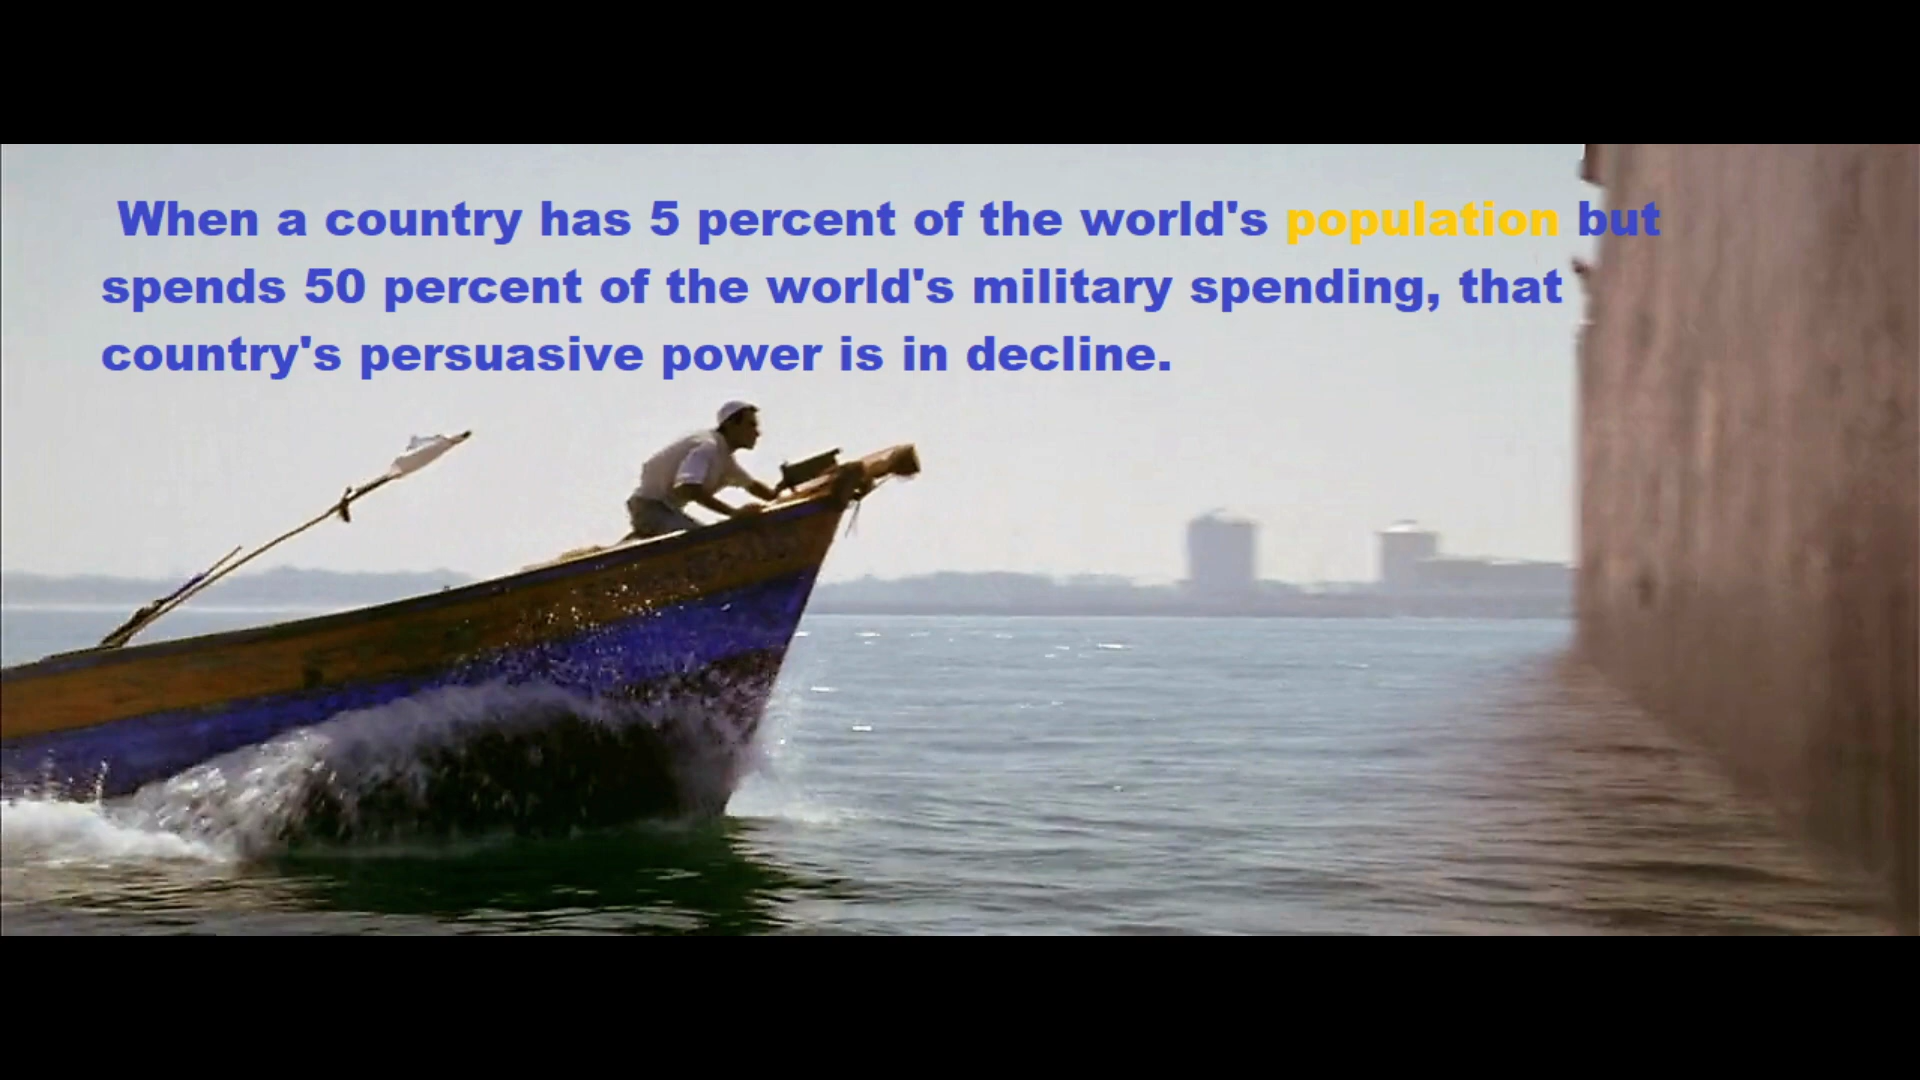 When a country has 5 percent of the world's population but
spends 50 percent of the world's military spending, that
country's persuasive power is in decline.